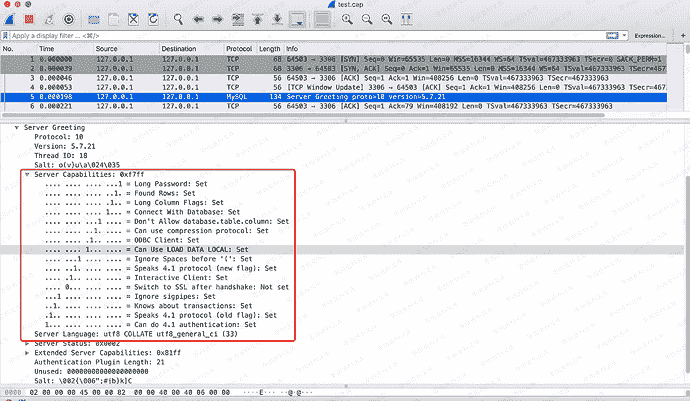 test.cap
Apply a display filter ... <⌘/>
Expression...
No. Time Source Destination Protocol Length Info
1 0.000000 127.0.0.1 127.0.0.1 TCP 68 64503 → 3306 [SYN] Seq=0 Win=65535 Len=0 MSS=16344 WS=64 TSval=467333963 TSecr=0 SACK_PERM=1
2 0.000039 127.0.0.1 127.0.0.1 TCP 68 3306 → 64503 [SYN, ACK] Seq=0 Ack=1 Win=65535 Len=0 MSS=16344 WS=64 TSval=467333963
3 0.000046 127.0.0.1 127.0.0.1 TCP 56 64503 → 3306 [ACK] Seq=1 Ack=1 Win=408256 Len=0 TSval=467333963 TSecr=467333963
4 0.000053 127.0.0.1 127.0.0.1 TCP 56 [TCP Window Update] 3306 → 64503 [ACK] Seq=1 Ack=1 Win=408256 Len=0 TSval=467333963
5 0.000198 127.0.0.1 127.0.0.1 MySQL 134 Server Greeting proto=10 version=5.7.21
6 0.000221 127.0.0.1 127.0.0.1 TCP 56 64503 → 3306 [ACK] Seq=1 Ack=79 Win=408192 Len=0 TSval=467333963
Server Greeting
Protocol: 10
Version: 5.7.21
Thread ID: 18
Salt: o(v}u\a\024\035
Server Capabilities: 0xf7ff
.... .... .... ...1 = Long Password: Set
.... .... .... ..1. = Found Rows: Set
.... .... .... .1.. = Long Column Flags: Set
.... .... .... 1... = Connect With Database: Set
.... .... ...1 .... = Don't Allow database.table.column: Set
.... .... ..1. .... = Can use compression protocol: Set
.... .... .1.. .... = ODBC Client: Set
.... .... 1... .... = Can Use LOAD DATA LOCAL: Set
.... ...1 .... .... = Ignore Spaces before '(': Set
.... ..1. .... .... = Speaks 4.1 protocol (new flag): Set
.... .1.. .... .... = Interactive Client: Set
.... 0... .... .... = Switch to SSL after handshake: Not set
...1 .... .... .... = Ignore sigpipes: Set
..1. .... .... .... = Knows about transactions: Set
.1.. .... .... .... = Speaks 4.1 protocol (old flag): Set
1... .... .... .... = Can do 4.1 authentication: Set
Server Language: utf8 COLLATE utf8_general_ci (33)
Server Status: 0x0002
Extended Server Capabilities: 0x81ff
Authentication Plugin Length: 21
Unused: 00000000000000000000
Salt: \002{\006";#jb}k]C
0000 02 00 00 00 45 00 00 82 00 00 40 00 40 06 00 00 ....E... ..@.@...